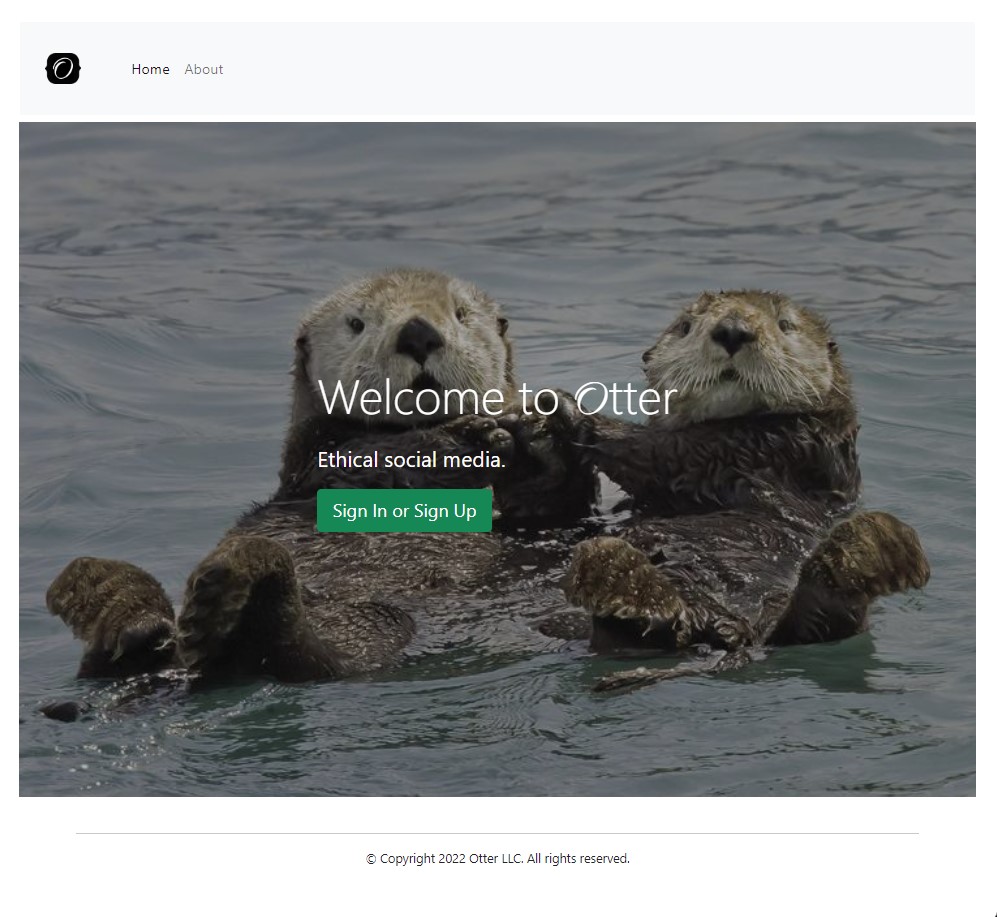 O
Home About
Welcome to Otter
Ethical social media.
Sign In or Sign Up
© Copyright 2022 Otter LLC. All rights reserved.